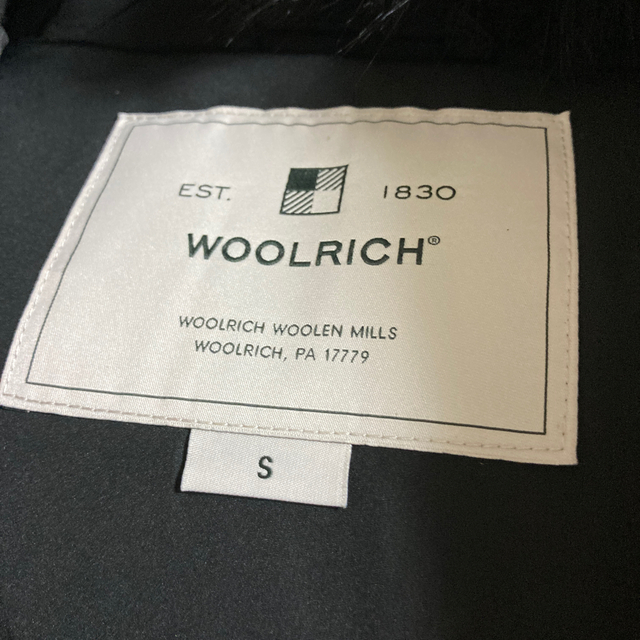 EST. 1830
WOOLRICH®
WOOLRICH WOOLEN MILLS
WOOLRICH, PA 17779
S